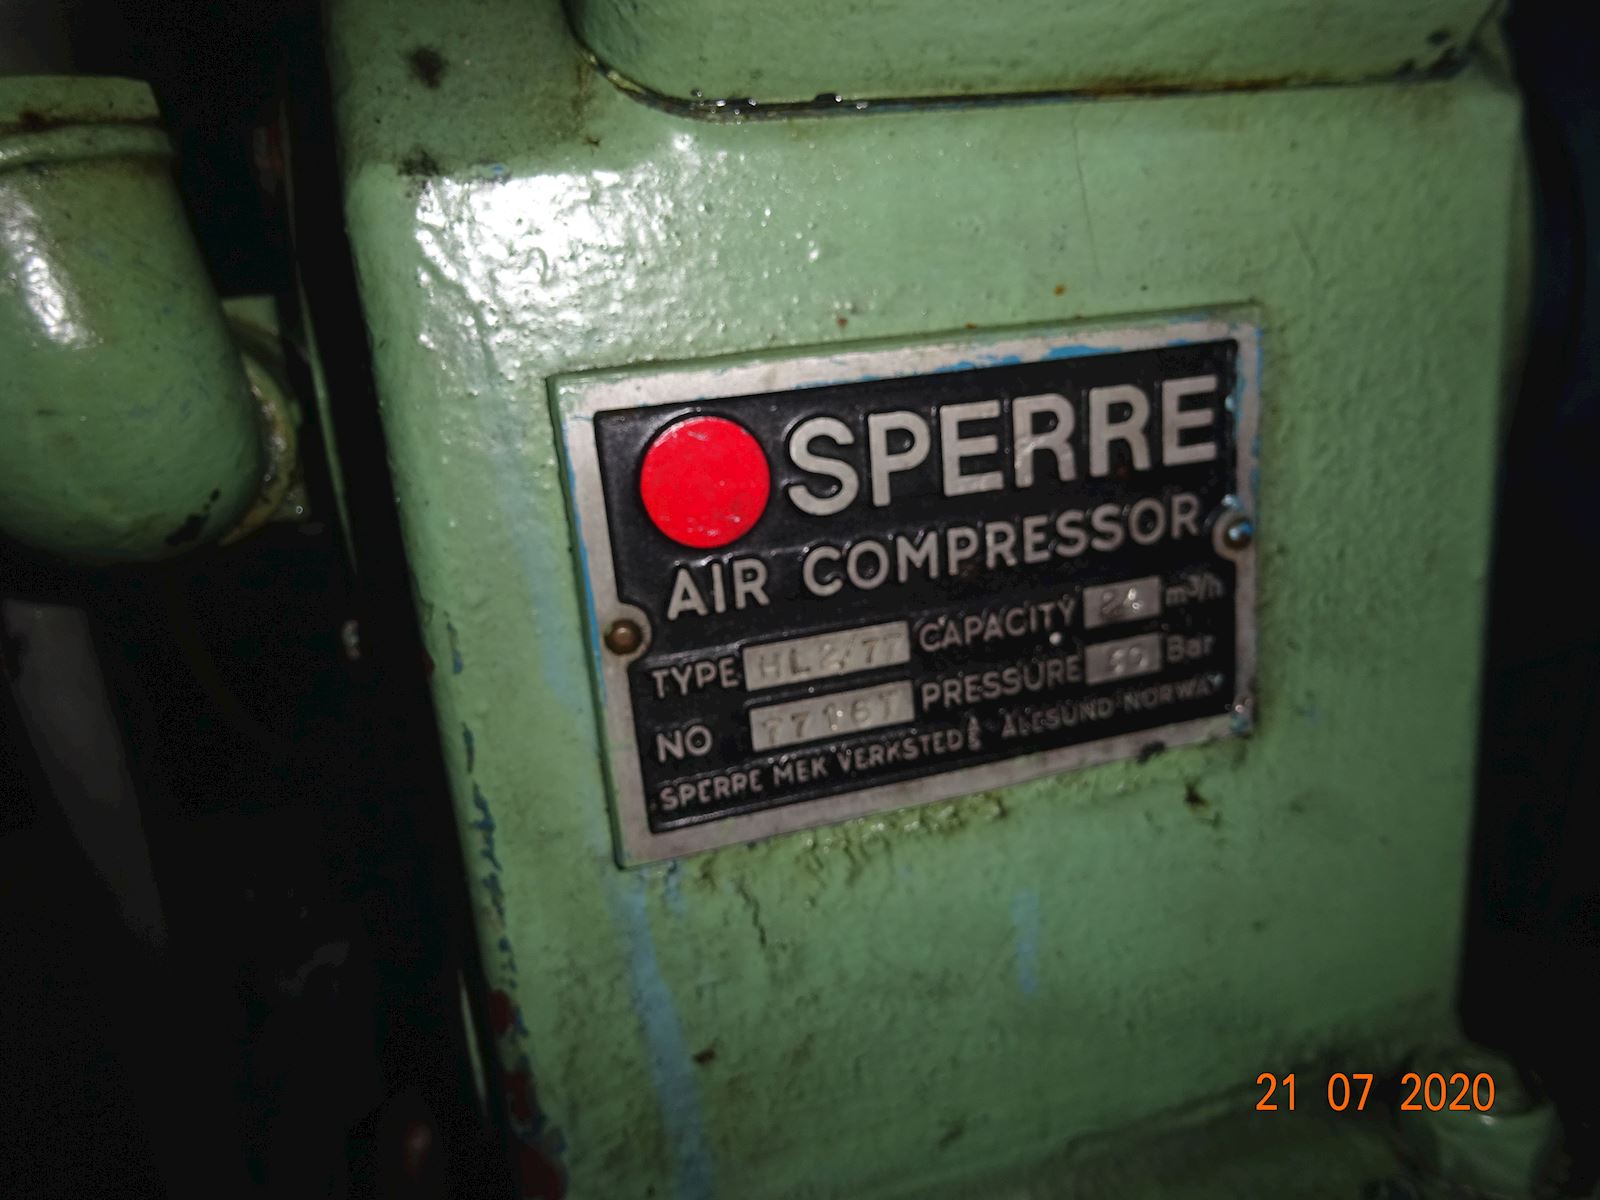 SPERRE
AIR COMPRESSOR
TYPE HL2/77 CAPACITY 24 m³/h
NO PRESSURE Bar
SPERRE MEK VERKSTED A/S ÅLESUND NORWAY
21 07 2020